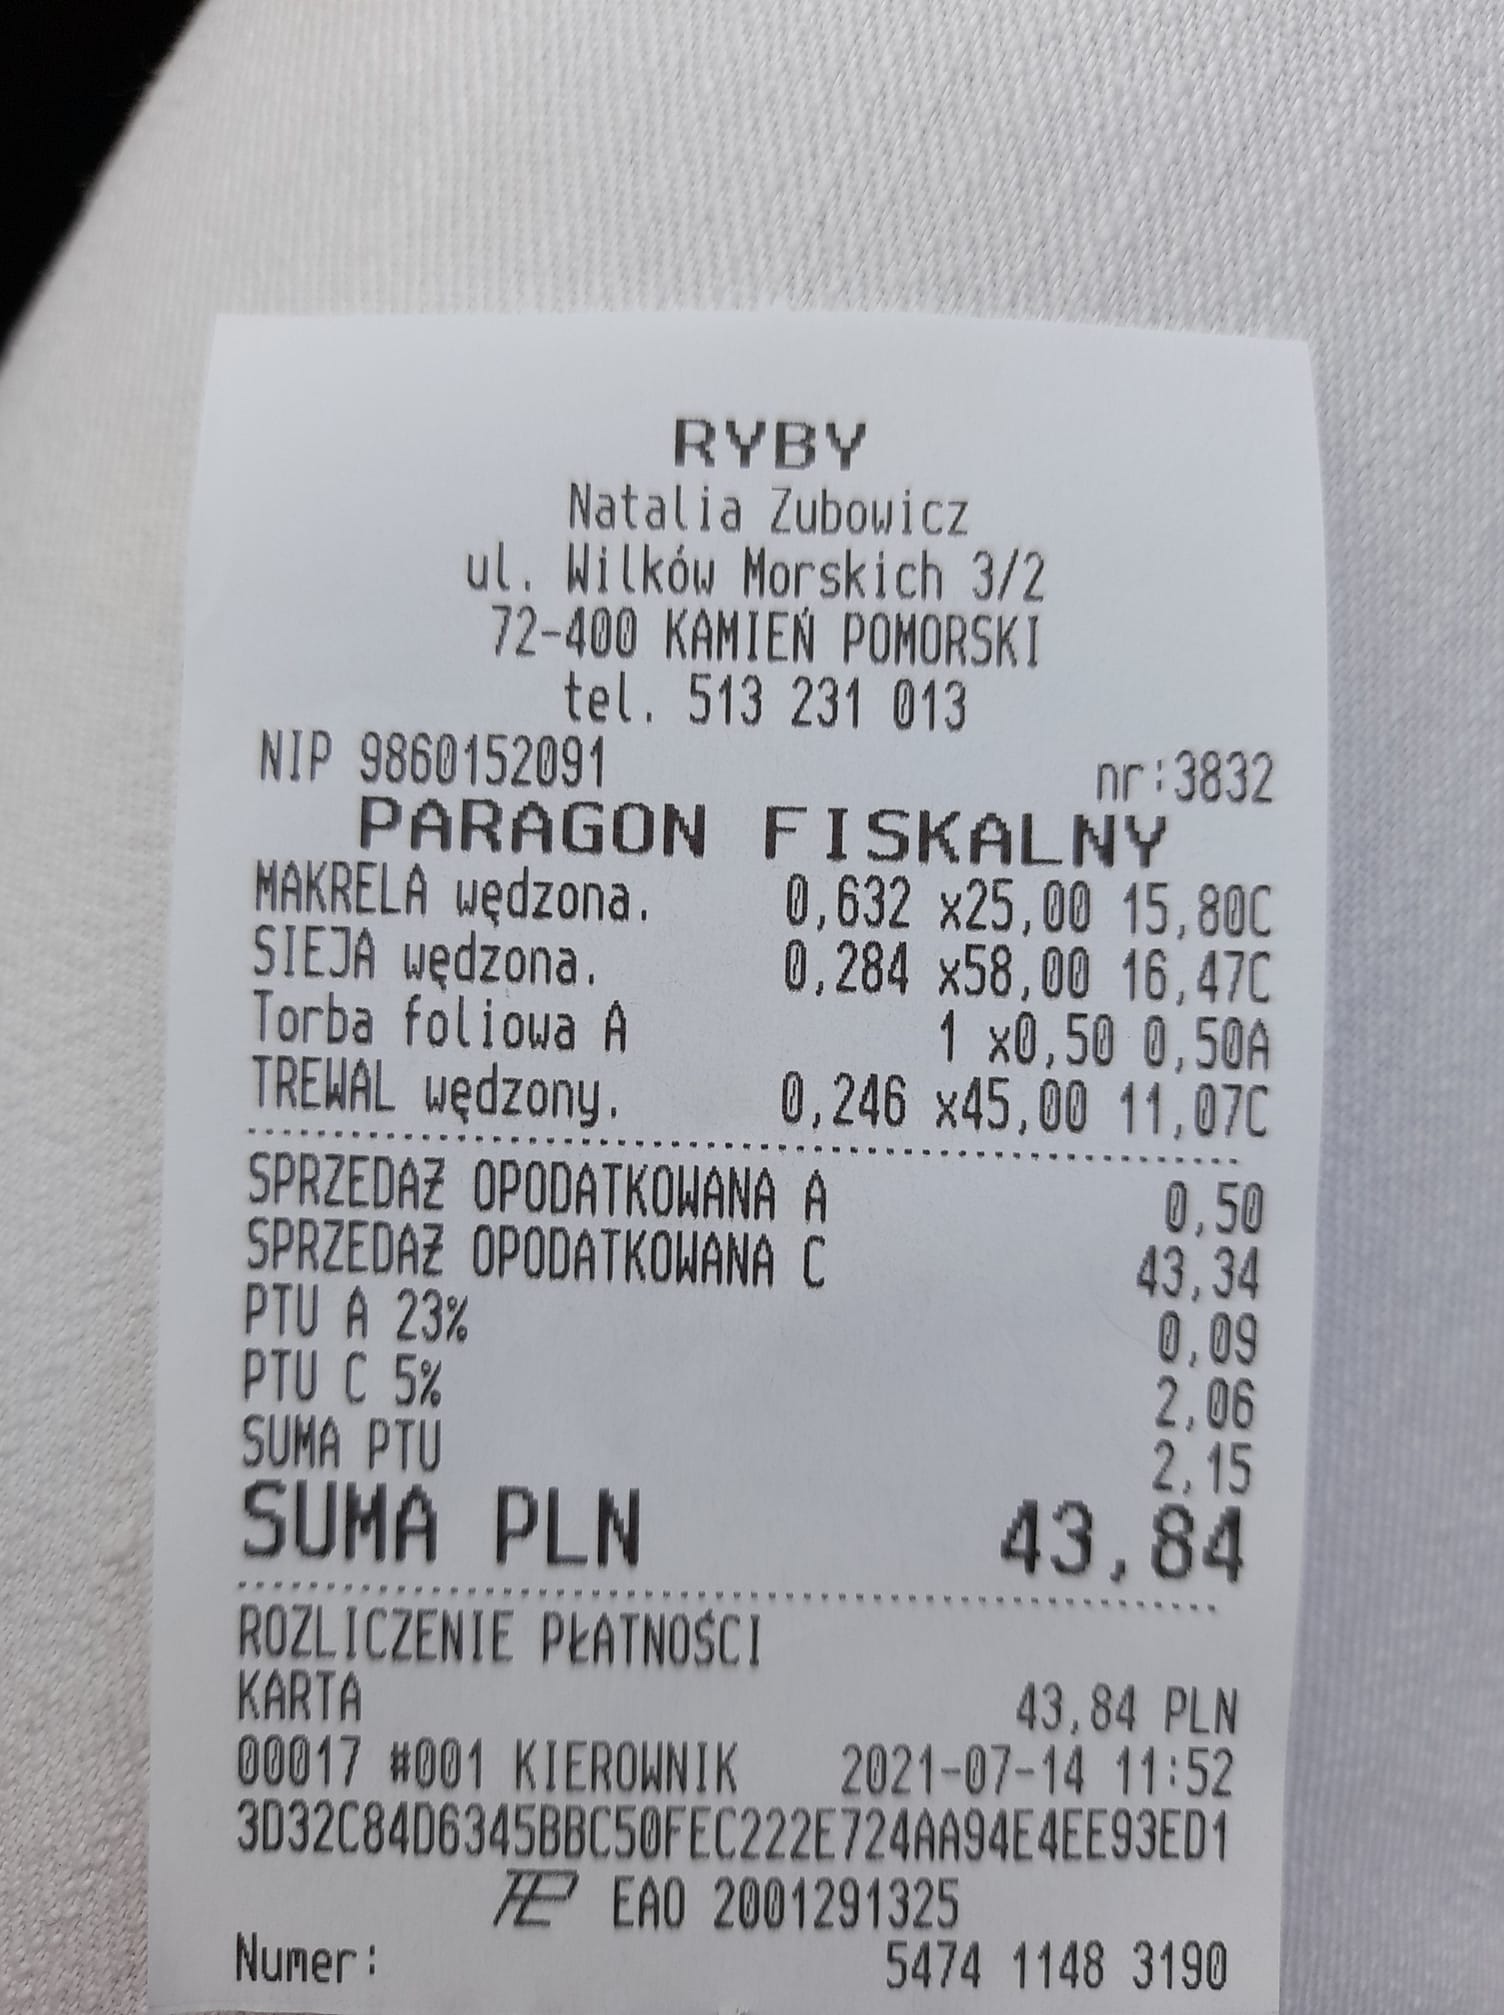 RYBY
Natalia Zubowicz
ul. Wilków Morskich 3/2
72-400 KAMIEŃ POMORSKI
tel. 513 231 013
NIP 9860152091 nr:3832
PARAGON FISKALNY
MAKRELA wędzona. 0,632 x25,00 15,80C
SIEJA wędzona. 0,284 x58,00 16,47C
Torba foliowa A 1 x0,50 0,50A
TREWAL wędzony. 0,246 x45,00 11,07C
SPRZEDAŻ OPODATKOWANA A 0,50
SPRZEDAŻ OPODATKOWANA C 43,34
PTU A 23% 0,09
PTU C 5% 2,06
SUMA PTU 2,15
SUMA PLN 43,84
ROZLICZENIE PŁATNOŚCI
KARTA 43,84 PLN
00017 #001 KIEROWNIK 2021-07-14 11:52
3D32C84D6345BBC50FEC222E724AA94E4EE93ED1
EAO 2001291325
Numer: 5474 1148 3190